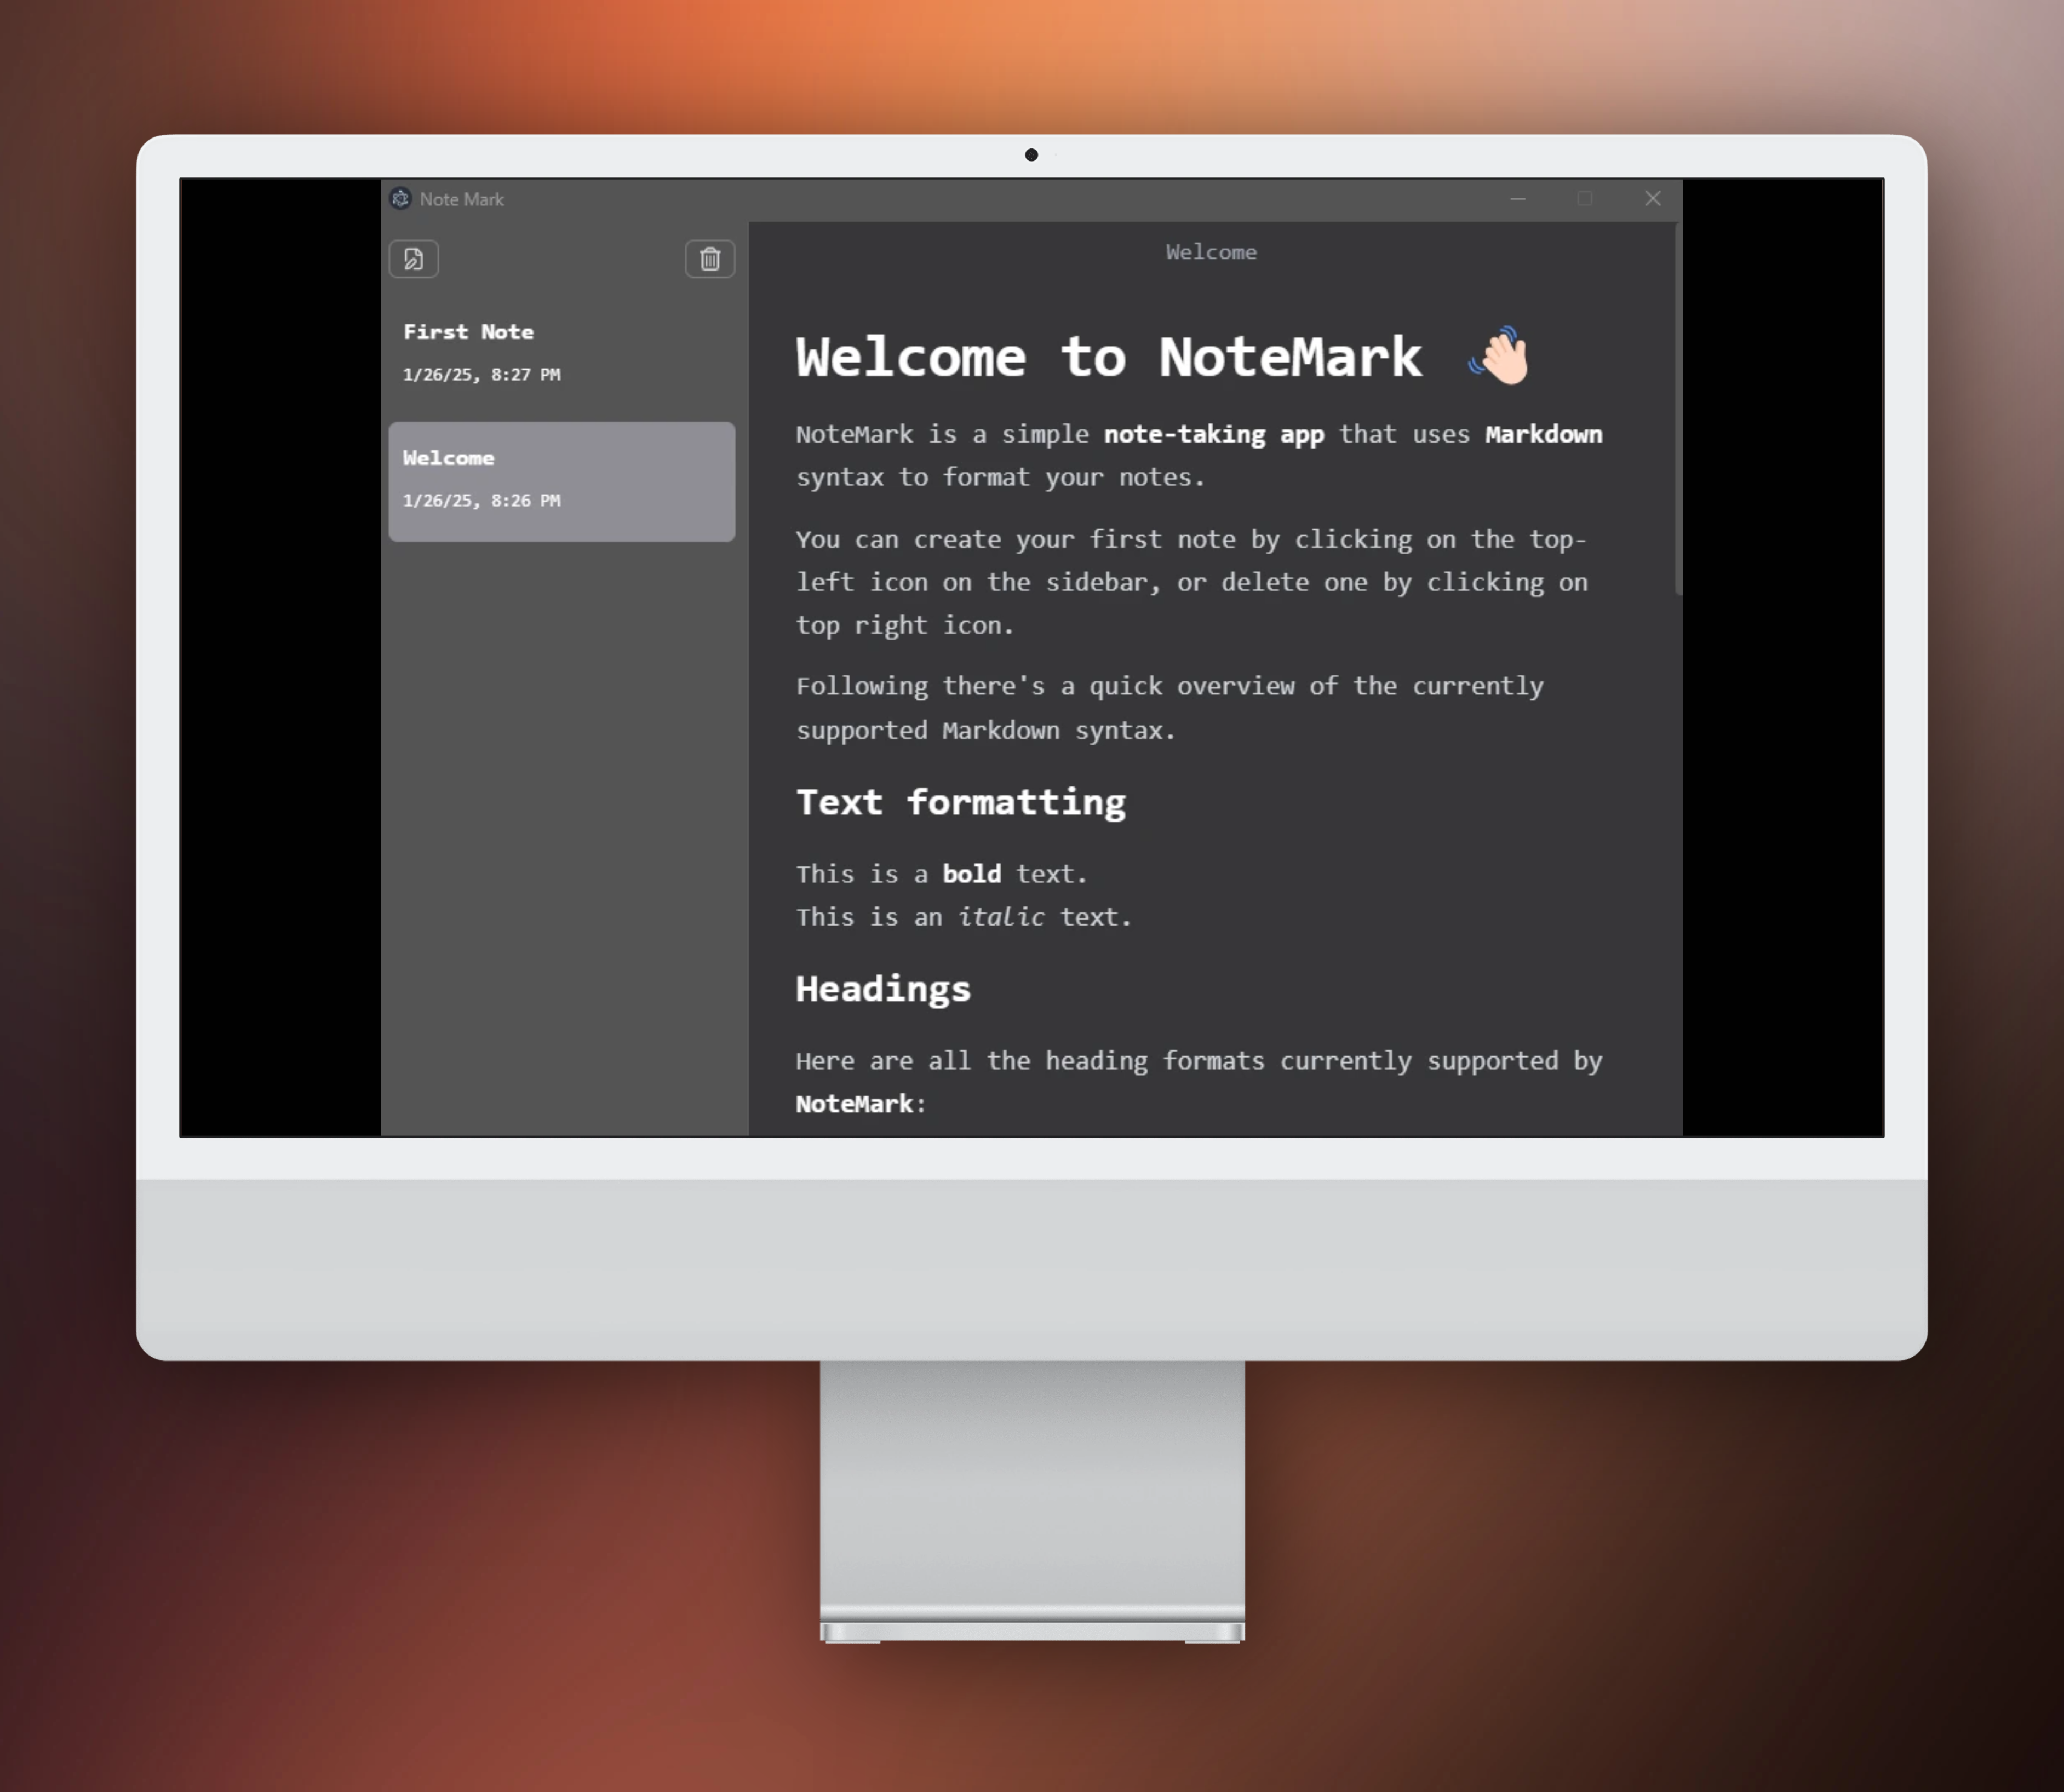 Note Mark
First Note
1/26/25, 8:27 PM
Welcome
1/26/25, 8:26 PM
Welcome
Welcome to NoteMark 👋🏻
NoteMark is a simple note-taking app that uses Markdown
syntax to format your notes.
You can create your first note by clicking on the top-
left icon on the sidebar, or delete one by clicking on
top right icon.
Following there's a quick overview of the currently
supported Markdown syntax.
Text formatting
This is a bold text.
This is an italic text.
Headings
Here are all the heading formats currently supported by
NoteMark: